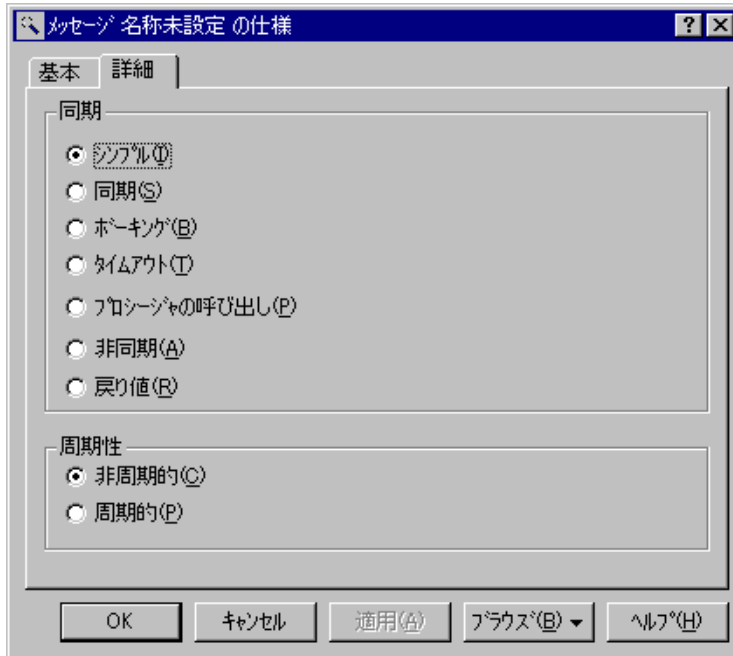 ﾒｯｾｰｼﾞ 名称未設定 の仕様
基本 詳細
同期
ｼﾝﾌﾟﾙ(I)
同期(S)
ﾎﾞｰｷﾝｸﾞ(B)
ﾀｲﾑｱｳﾄ(T)
ﾌﾟﾛｼｰｼﾞｬの呼び出し(P)
非同期(A)
戻り値(R)
周期性
非周期的(C)
周期的(P)
OK ｷｬﾝｾﾙ 適用(A) ﾌﾞﾗｳｽﾞ(B) ﾍﾙﾌﾟ(H)